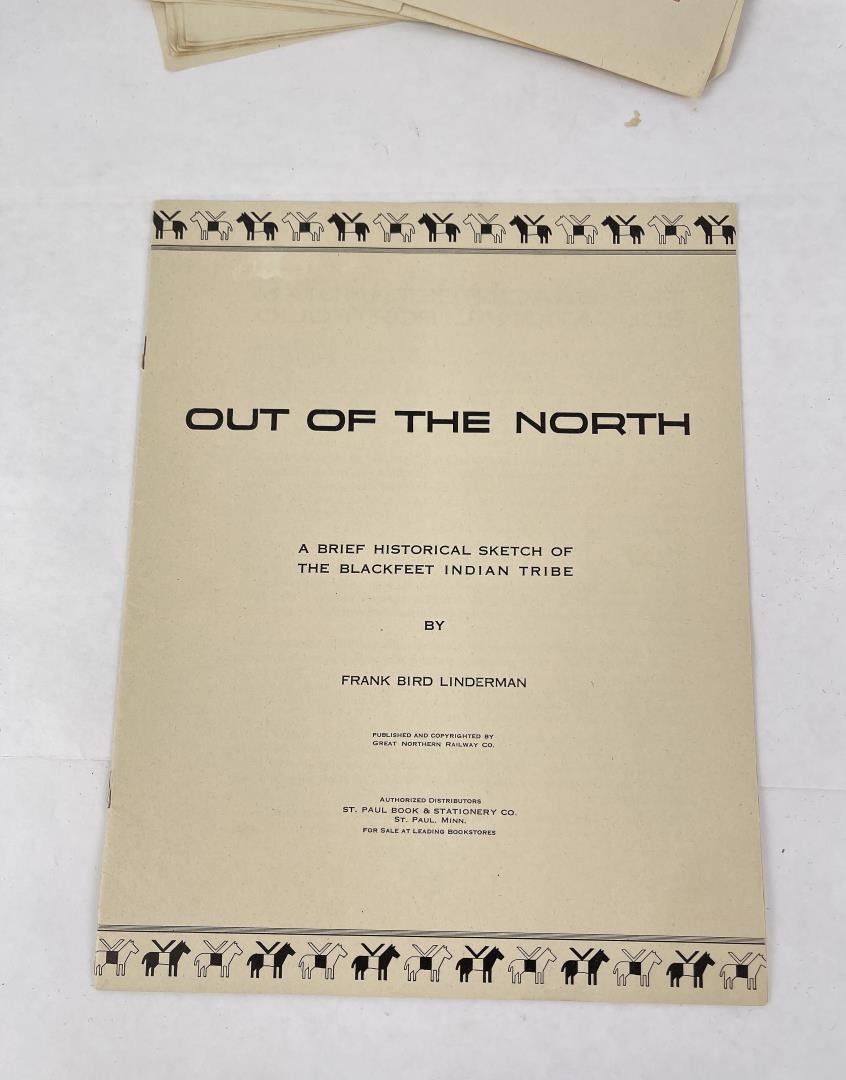 OUT OF THE NORTH
A BRIEF HISTORICAL SKETCH OF
THE BLACKFEET INDIAN TRIBE
BY
FRANK BIRD LINDERMAN
PUBLISHED AND COPYRIGHTED BY
GREAT NORTHERN RAILWAY CO.
AUTHORIZED DISTRIBUTORS
ST. PAUL BOOK & STATIONERY CO.
ST. PAUL, MINN.
FOR SALE AT LEADING BOOKSTORES